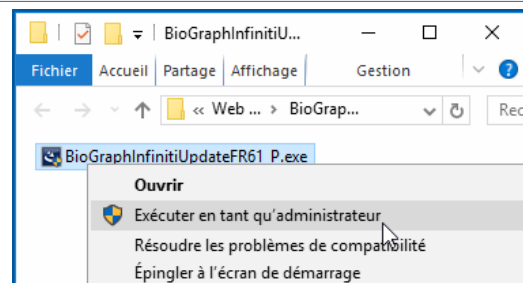 BioGraphInfinitiU...
Fichier Accueil Partage Affichage Gestion
« Web ... > BioGrap... Rec
BioGraphInfinitiUpdateFR61_P.exe
Ouvrir
Exécuter en tant qu'administrateur
Résoudre les problèmes de compatibilité
Épingler à l'écran de démarrage